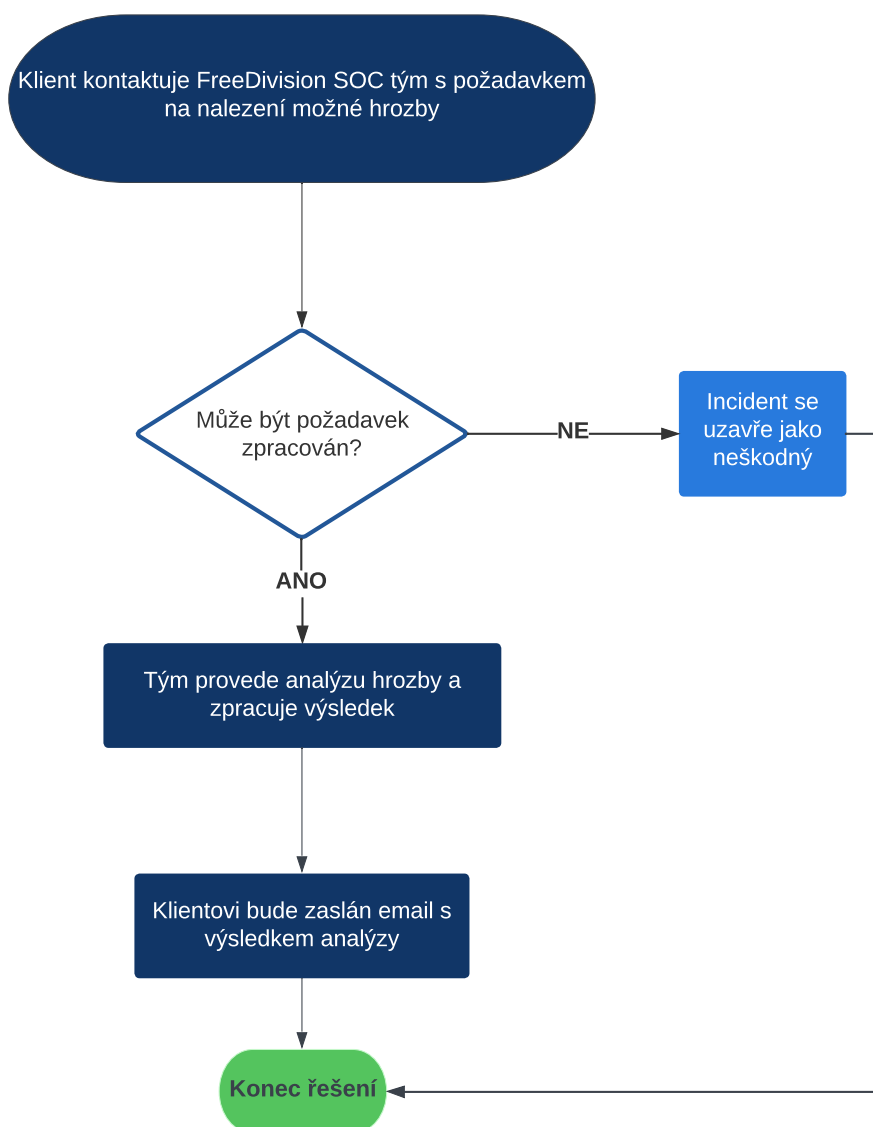 Klient kontaktuje FreeDivision SOC tým s požadavkem
na nalezení možné hrozby
Může být požadavek
zpracován?
NE
Incident se
uzavře jako
neškodný
ANO
Tým provede analýzu hrozby a
zpracuje výsledek
Klientovi bude zaslán email s
výsledkem analýzy
Konec řešení